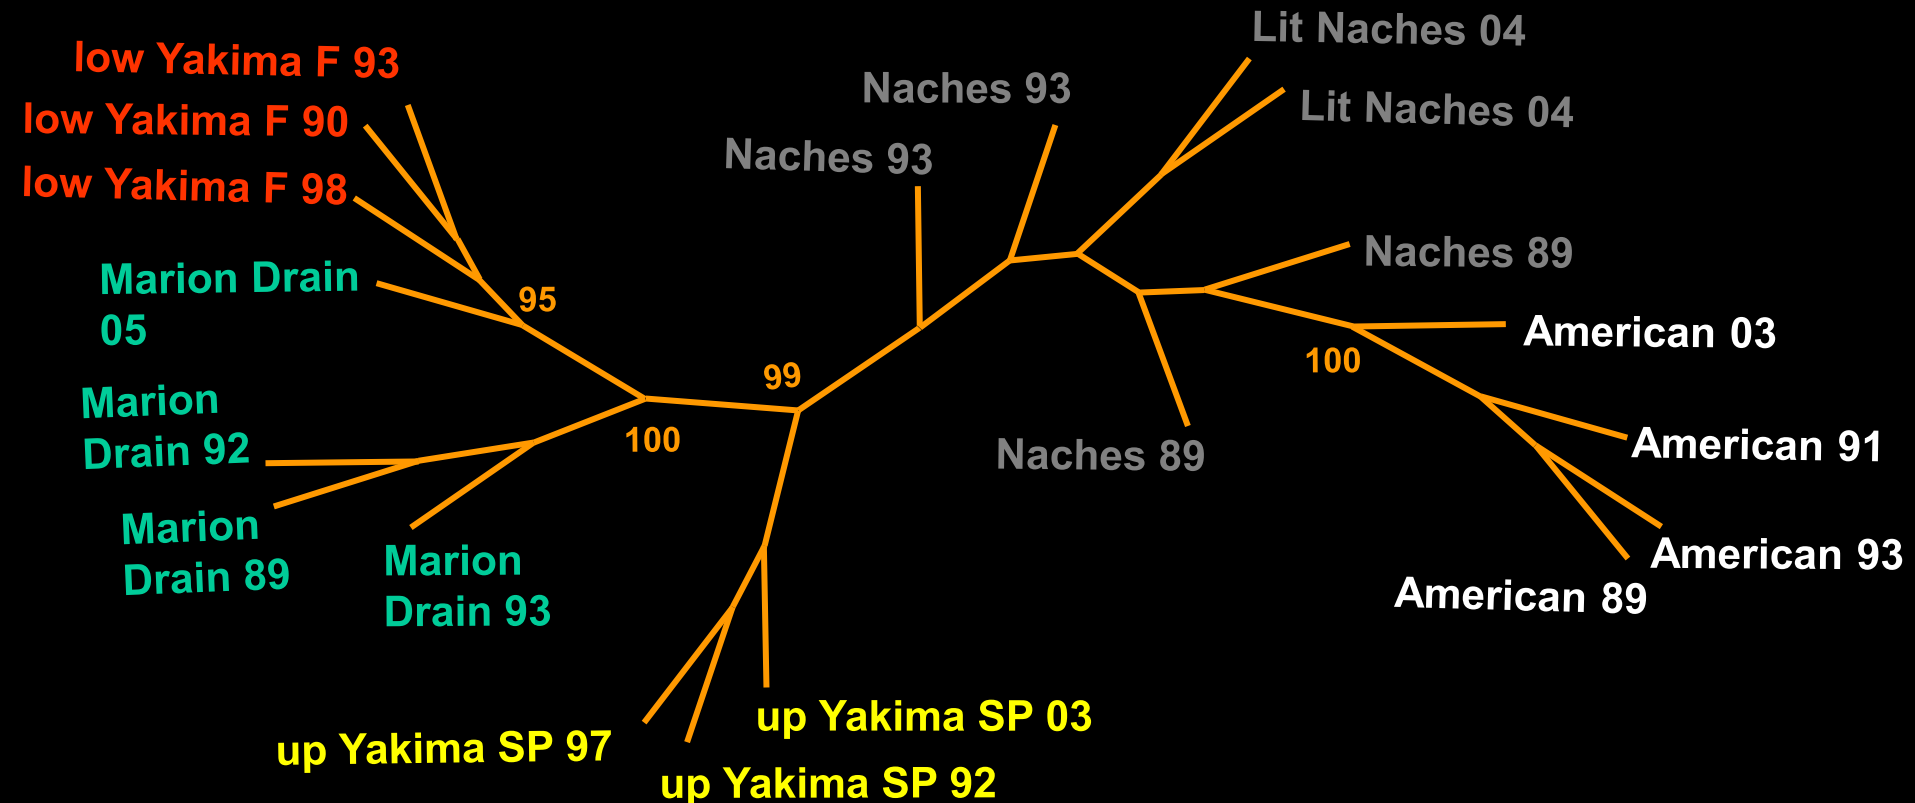 low Yakima F 93
low Yakima F 90
low Yakima F 98
Marion Drain
05
Marion
Drain 92
Marion
Drain 89
Marion
Drain 93
95
100
99
up Yakima SP 97
up Yakima SP 92
up Yakima SP 03
Naches 93
Naches 93
Lit Naches 04
Lit Naches 04
Naches 89
Naches 89
100
American 03
American 91
American 93
American 89